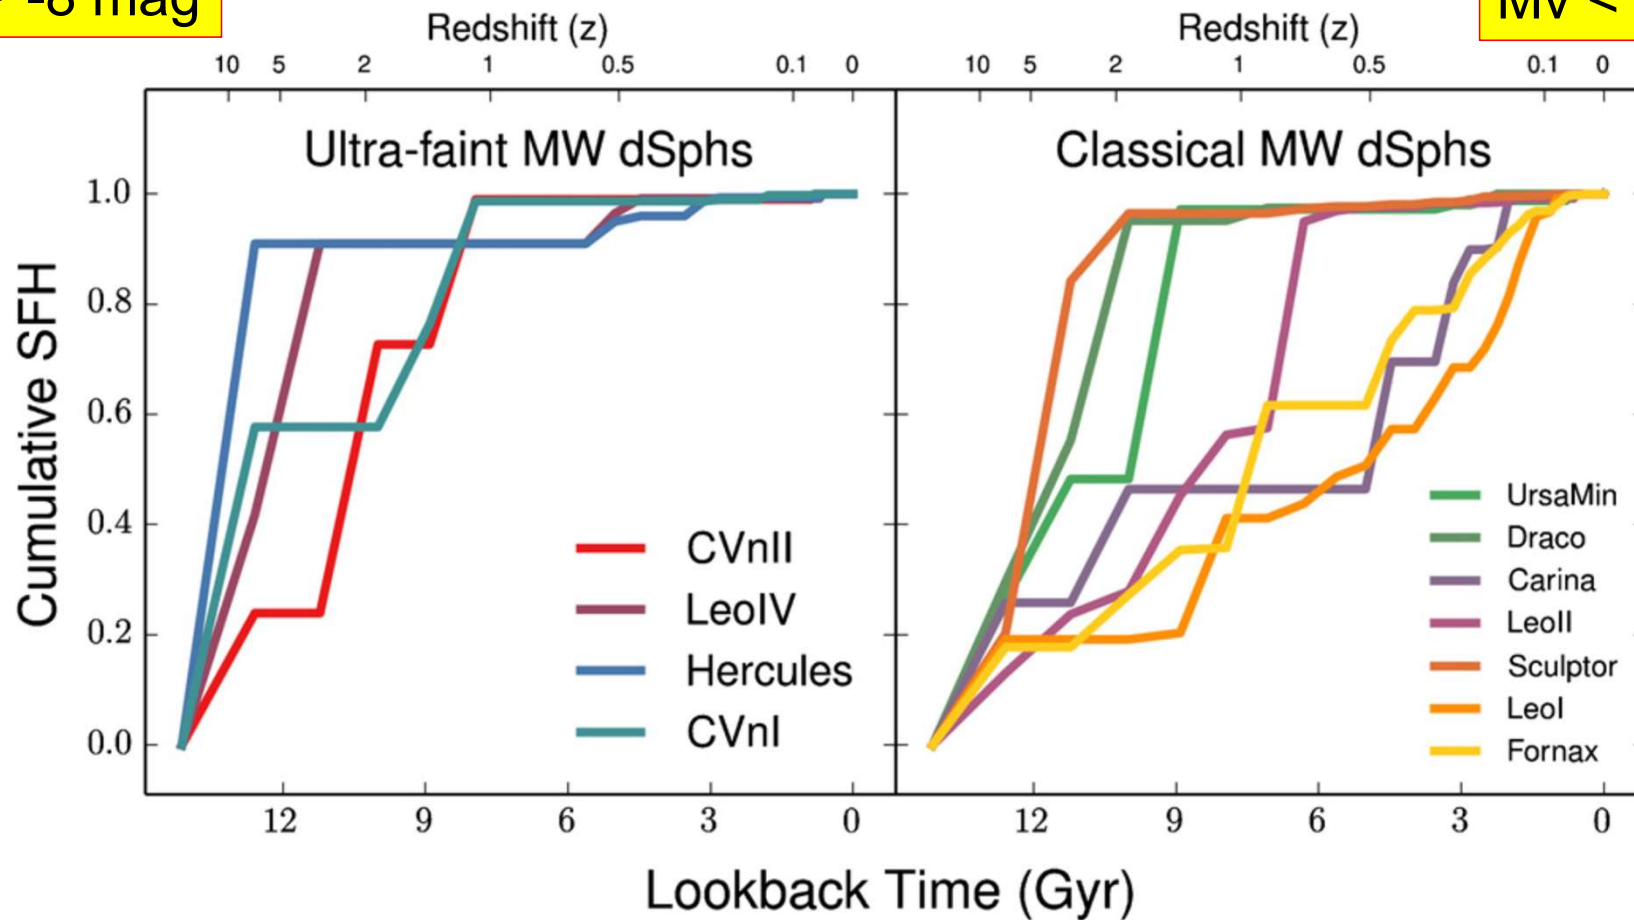 -8 mag
Mv <
Redshift (z)
Redshift (z)
10 5 2 1 0.5 0.1 0
10 5 2 1 0.5 0.1 0
Ultra-faint MW dSphs
Classical MW dSphs
1.0
0.8
0.6
0.4
0.2
0.0
Cumulative SFH
CVnII
LeoIV
Hercules
CVnI
UrsaMin
Draco
Carina
LeoII
Sculptor
LeoI
Fornax
12 9 6 3 0
12 9 6 3 0
Lookback Time (Gyr)